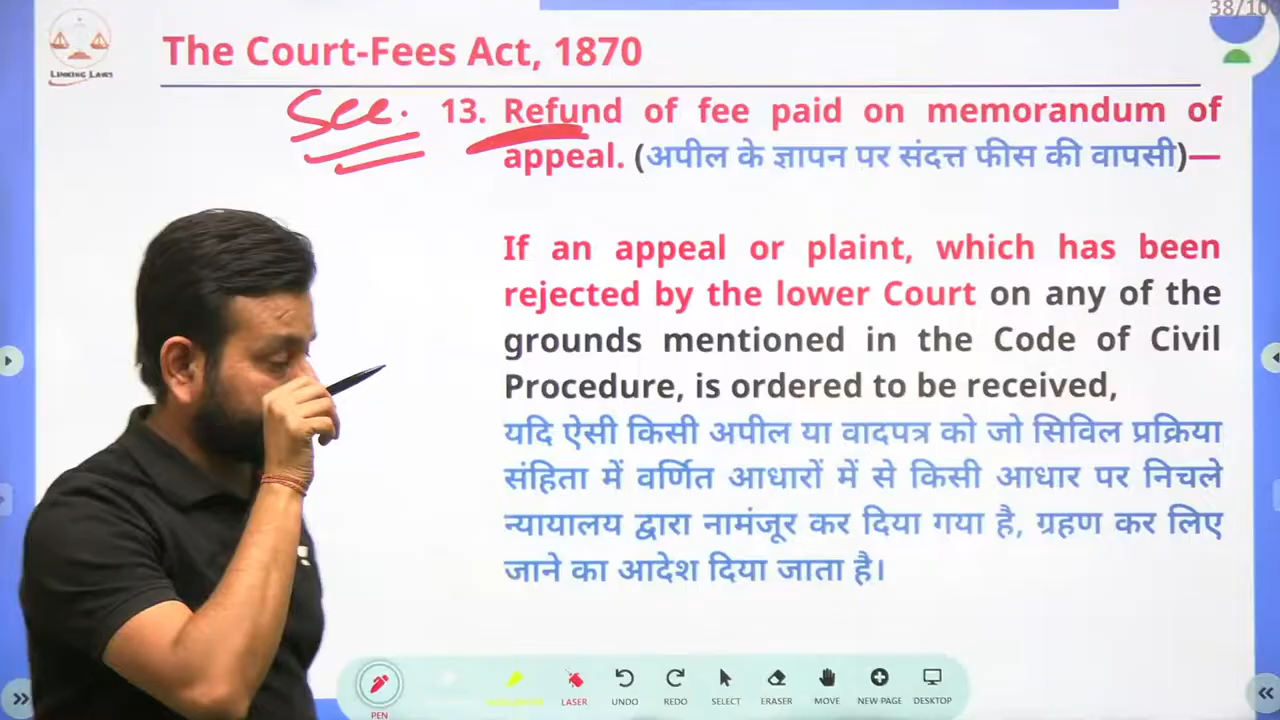 38/10
LINKING LAWS
The Court-Fees Act, 1870
See.
13. Refund of fee paid on memorandum of
appeal. (अपील के ज्ञापन पर संदत्त फीस की वापसी)—
If an appeal or plaint, which has been
rejected by the lower Court on any of the
grounds mentioned in the Code of Civil
Procedure, is ordered to be received,
यदि ऐसी किसी अपील या वादपत्र को जो सिविल प्रक्रिया
संहिता में वर्णित आधारों में से किसी आधार पर निचले
न्यायालय द्वारा नामंजूर कर दिया गया है, ग्रहण कर लिए
जाने का आदेश दिया जाता है।
PEN LASER UNDO REDO SELECT ERASER MOVE NEW PAGE DESKTOP